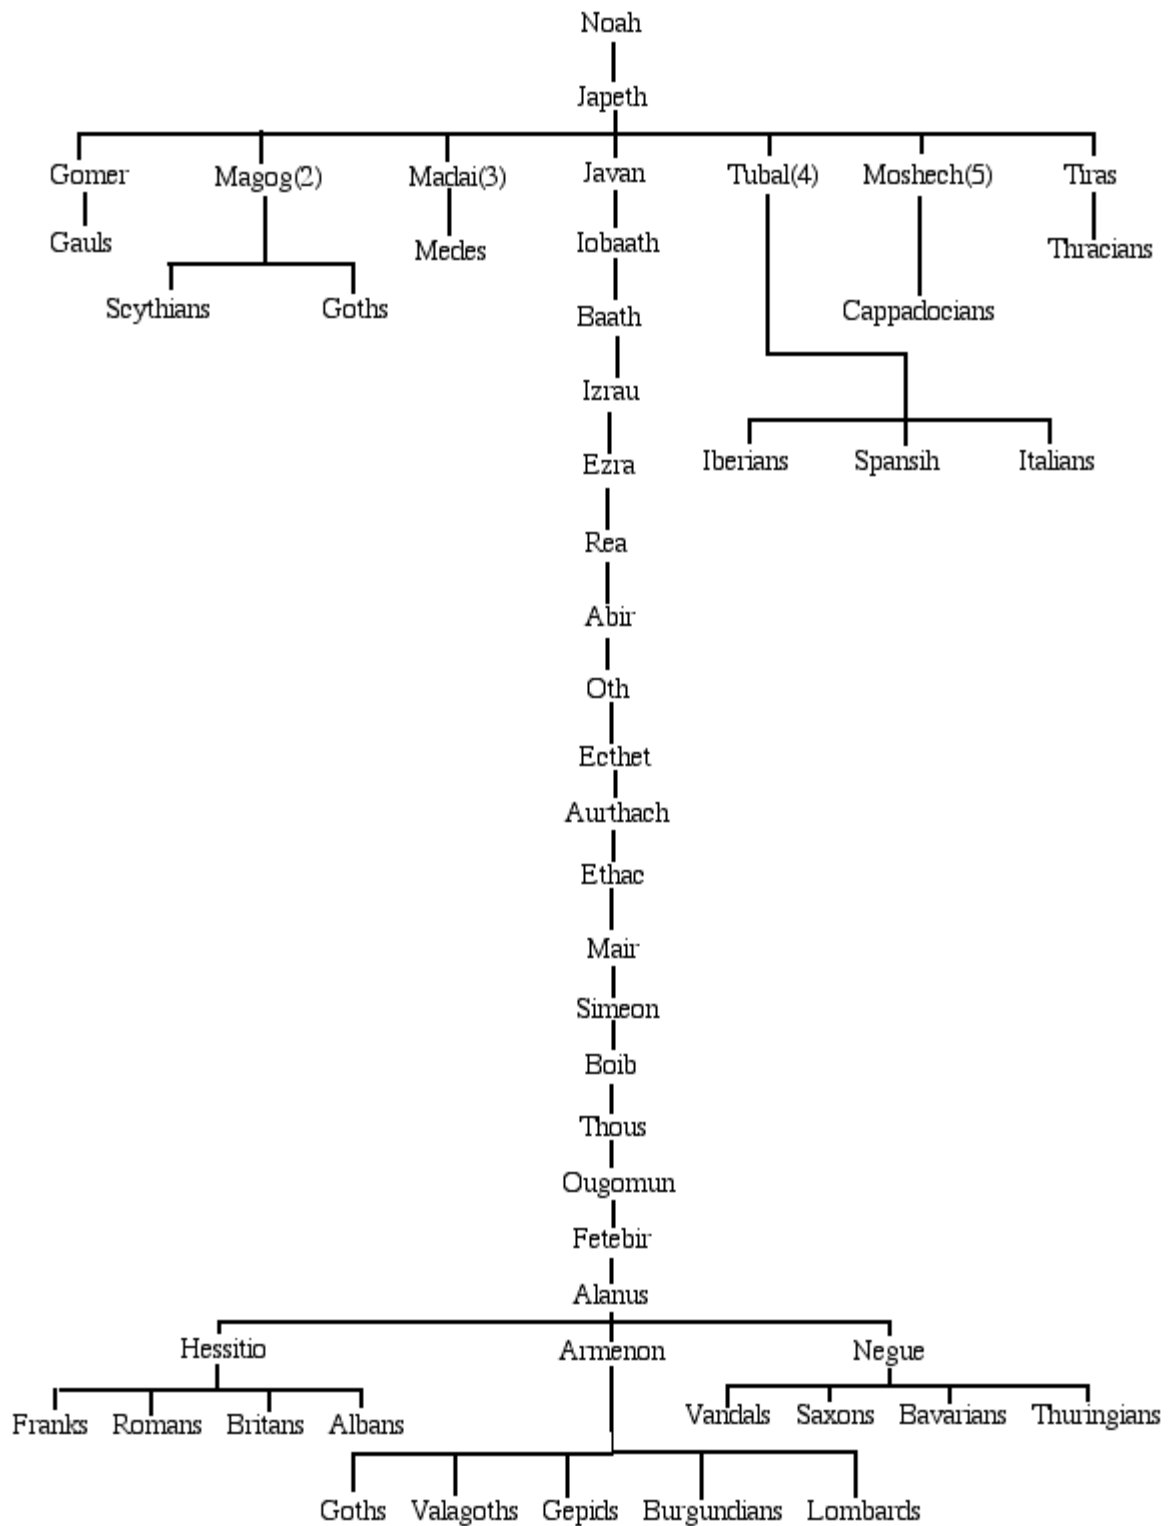 Noah
Japeth
Gomer Magog(2) Madai(3) Javan Tubal(4) Moshech(5) Tiras
Gauls Medes Iobaath Thracians
Scythians Goths Baath Cappadocians
Izrau
Ezra Iberians Spansih Italians
Rea
Abir
Oth
Ecthet
Aurthach
Ethac
Mair
Simeon
Boib
Thous
Ougomun
Fetebir
Alanus
Hessitio Armenon Negue
Franks Romans Britans Albans Vandals Saxons Bavarians Thuringians
Goths Valagoths Gepids Burgundians Lombards